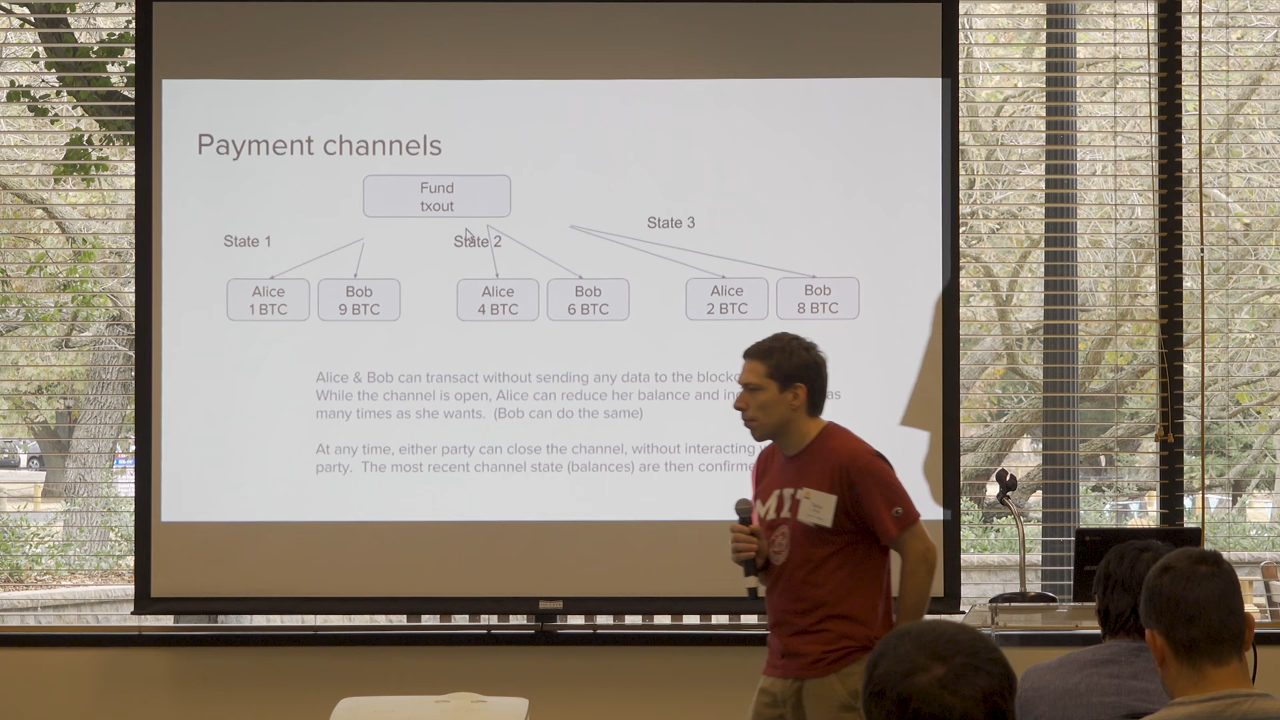 Payment channels
Fund
txout
State 1
State 2
State 3
Alice
1 BTC
Bob
9 BTC
Alice
4 BTC
Bob
6 BTC
Alice
2 BTC
Bob
8 BTC
Alice & Bob can transact without sending any data to the
While the channel is open, Alice can reduce her balance and as
many times as she wants. (Bob can do the same)
At any time, either party can close the channel, without interacting
party. The most recent channel state (balances) are then
MIT